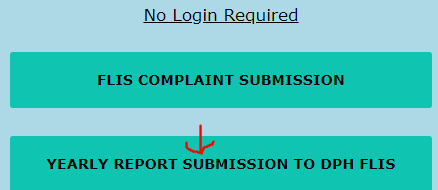 No Login Required
FLIS COMPLAINT SUBMISSION
YEARLY REPORT SUBMISSION TO DPH FLIS